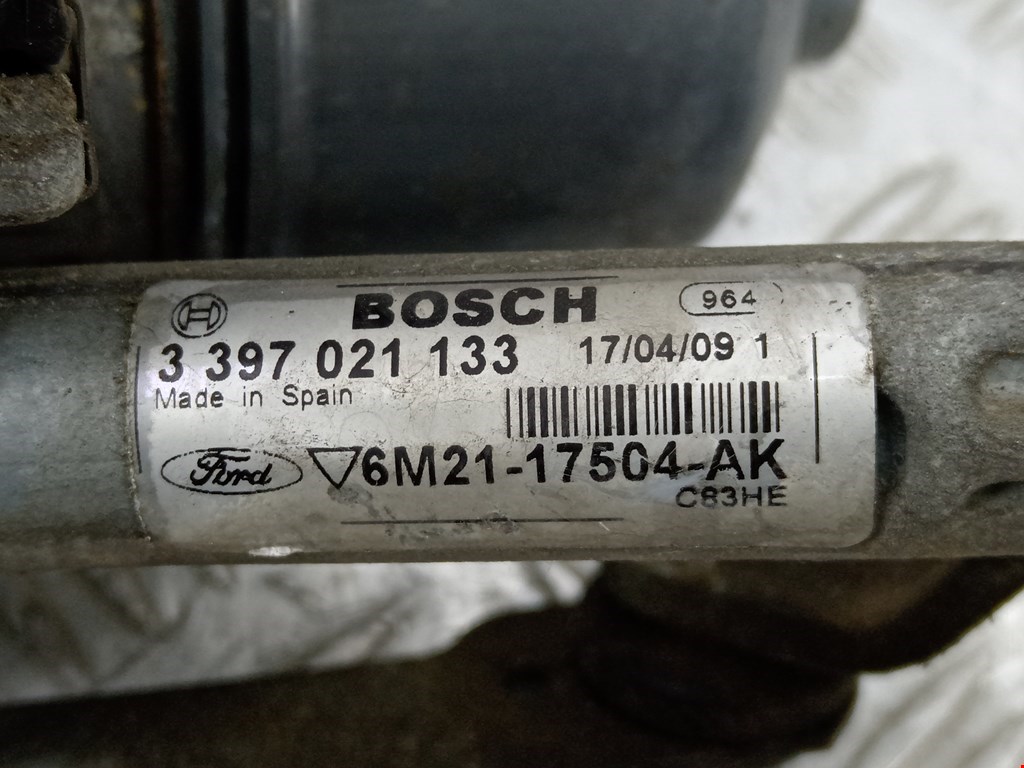 BOSCH 964
3 397 021 133 17/04/09 1
Made in Spain
Ford 6M21-17504-AK
C83HE